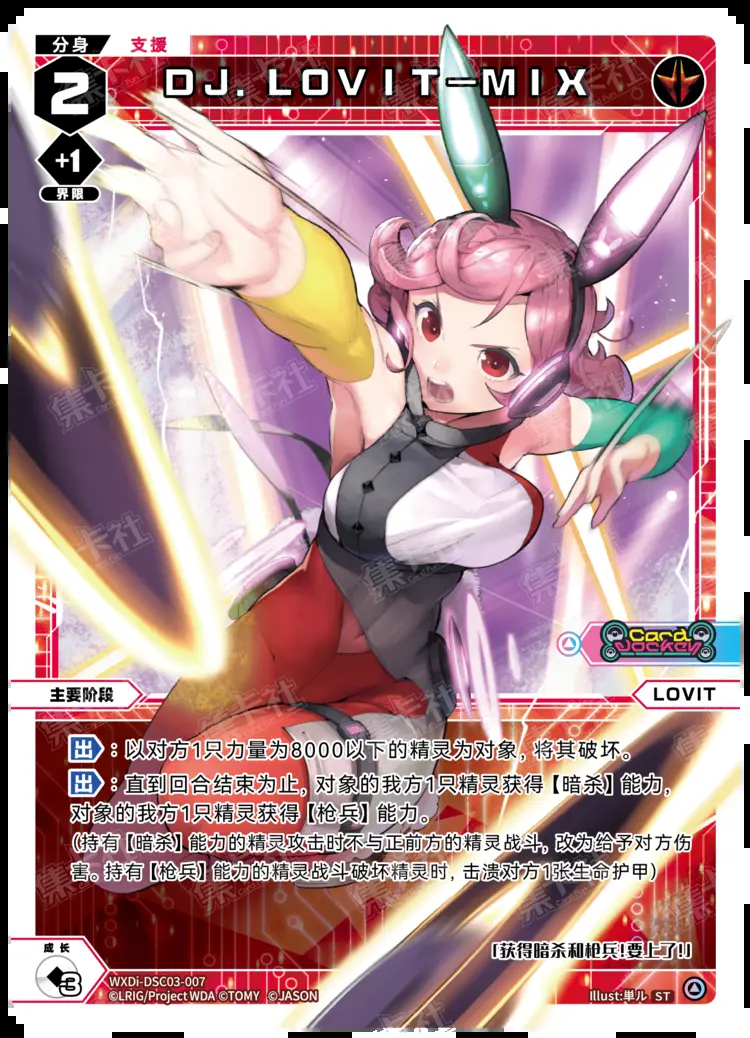 分身 支援
2
DJ. LOVIT-MIX
+1
界限
集卡社
Card
Jockey
主要阶段
LOVIT
出：以对方1只力量为8000以下的精灵为对象，将其破坏。
出：直到回合结束为止，对象的我方1只精灵获得【暗杀】能力，
对象的我方1只精灵获得【枪兵】能力。
(持有【暗杀】能力的精灵攻击时不与正前方的精灵战斗，改为给予对方伤
害。持有【枪兵】能力的精灵战斗破坏精灵时，击溃对方1张生命护甲)
「获得暗杀和枪兵!要上了!」
成长
3
WXDi-DSC03-007
©LRIG/Project WDA ©TOMY ©JASON
Illust:単ル ST